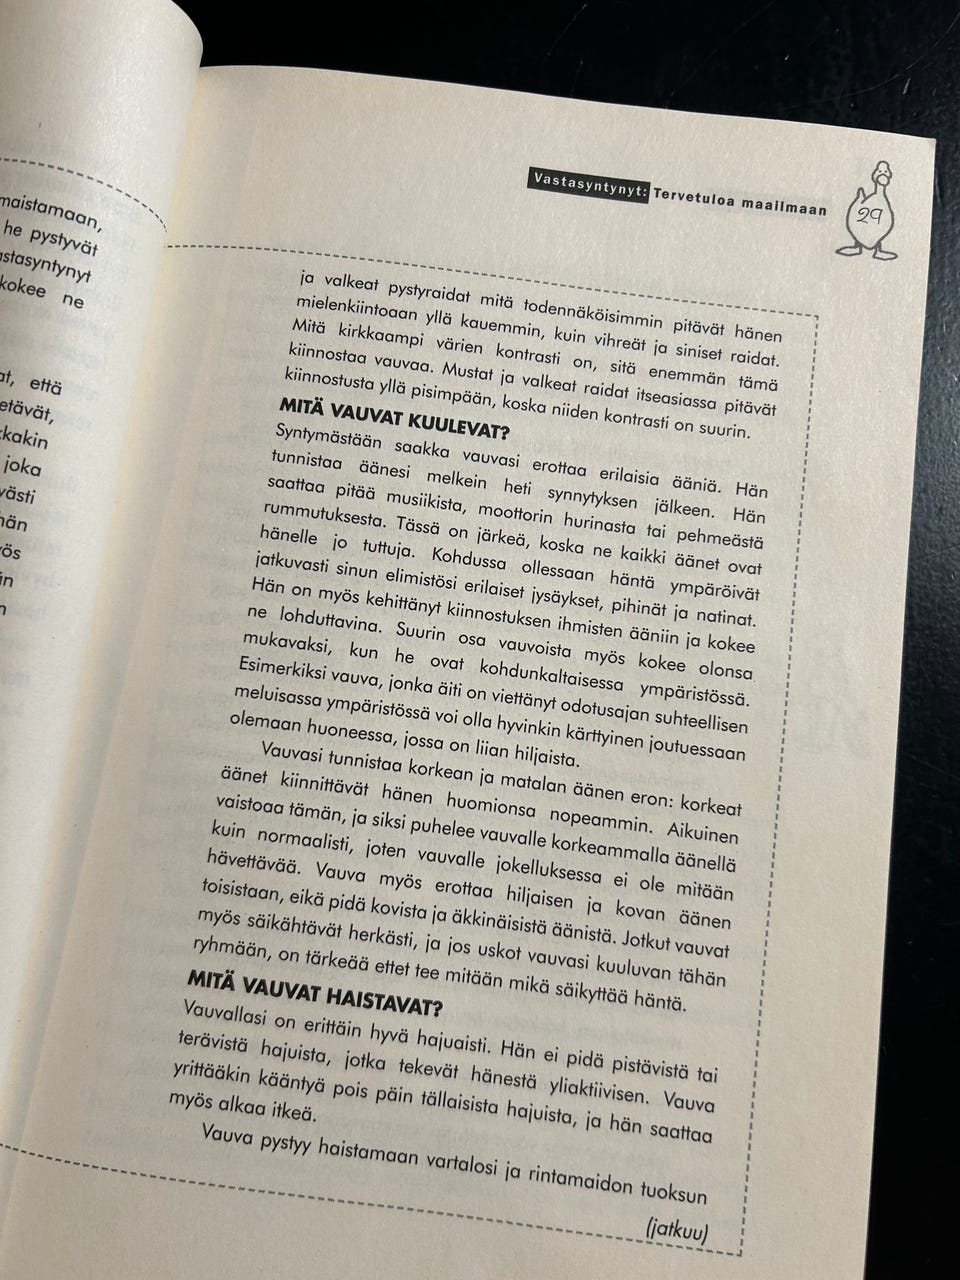 maistamaan,
he pystyvät
astasyntynyt
kokee ne
että
etävät,
kkakin
joka
västi
hän
yös
Vastasyntynyt: Tervetuloa maailmaan
29
ja valkeat pystyraidat mitä todennäköisimmin pitävät hänen
mielenkiintoaan yllä kauemmin, kuin vihreät ja siniset raidat.
Mitä kirkkaampi värien kontrasti on, sitä enemmän tämä
kiinnostaa vauvaa. Mustat ja valkeat raidat itseasiassa pitävät
kiinnostusta yllä pisimpään, koska niiden kontrasti on suurin.
MITÄ VAUVAT KUULEVAT?
Syntymästään saakka vauvasi erottaa erilaisia ääniä. Hän
tunnistaa äänesi melkein heti synnytyksen jälkeen. Hän
saattaa pitää musiikista, moottorin hurinasta tai pehmeästä
rummutuksesta. Tässä on järkeä, koska ne kaikki äänet ovat
hänelle jo tuttuja. Kohdussa ollessaan häntä ympäröivät
jatkuvasti sinun elimistösi erilaiset jysäykset, pihinät ja natinat.
Hän on myös kehittänyt kiinnostuksen ihmisten ääniin ja kokee
ne lohduttavina. Suurin osa vauvoista myös kokee olonsa
mukavaksi, kun he ovat kohdunkaltaisessa ympäristössä.
Esimerkiksi vauva, jonka äiti on viettänyt odotusajan suhteellisen
meluisassa ympäristössä voi olla hyvinkin kärttyinen joutuessaan
olemaan huoneessa, jossa on liian hiljaista.
Vauvasi tunnistaa korkean ja matalan äänen eron: korkeat
äänet kiinnittävät hänen huomionsa nopeammin. Aikuinen
vaistoaa tämän, ja siksi puhelee vauvalle korkeammalla äänellä
kuin normaalisti, joten vauvalle jokelluksessa ei ole mitään
hävettävää. Vauva myös erottaa hiljaisen ja kovan äänen
toisistaan, eikä pidä kovista ja äkkinäisistä äänistä. Jotkut vauvat
myös säikähtävät herkästi, ja jos uskot vauvasi kuuluvan tähän
ryhmään, on tärkeää ettet tee mitään mikä säikyttää häntä.
MITÄ VAUVAT HAISTAVAT?
Vauvallasi on erittäin hyvä hajuaisti. Hän ei pidä pistävistä tai
terävistä hajuista, jotka tekevät hänestä yliaktiivisen. Vauva
yrittääkin kääntyä pois päin tällaisista hajuista, ja hän saattaa
myös alkaa itkeä.
Vauva pystyy haistamaan vartalosi ja rintamaidon tuoksun
(jatkuu)